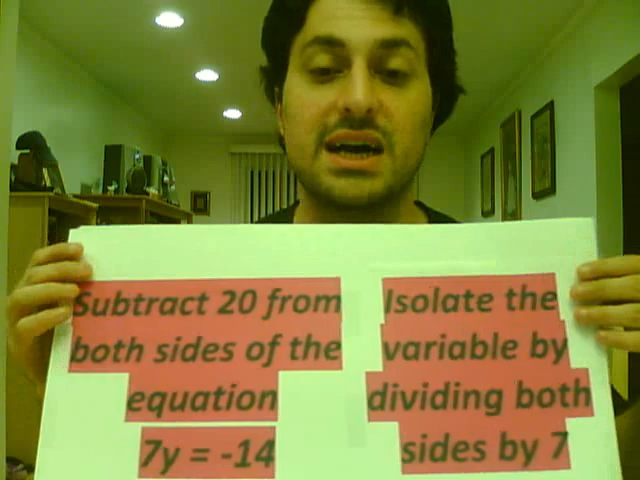 Subtract 20 from
both sides of the
equation
7y = -14
Isolate the
variable by
dividing both
sides by 7